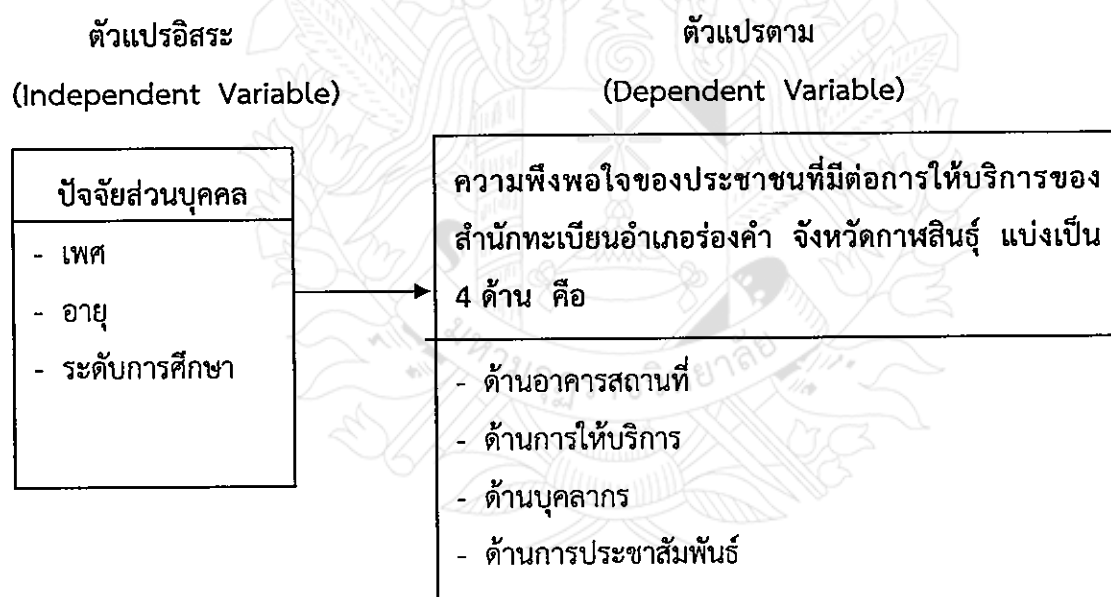 ตัวแปรอิสระ
(Independent Variable)
ตัวแปรตาม
(Dependent Variable)
ปัจจัยส่วนบุคคล
- เพศ
- อายุ
- ระดับการศึกษา
ความพึงพอใจของประชาชนที่มีต่อการให้บริการของ
สำนักทะเบียนอำเภอร่องคำ จังหวัดกาฬสินธุ์ แบ่งเป็น
4 ด้าน คือ
- ด้านอาคารสถานที่
- ด้านการให้บริการ
- ด้านบุคลากร
- ด้านการประชาสัมพันธ์